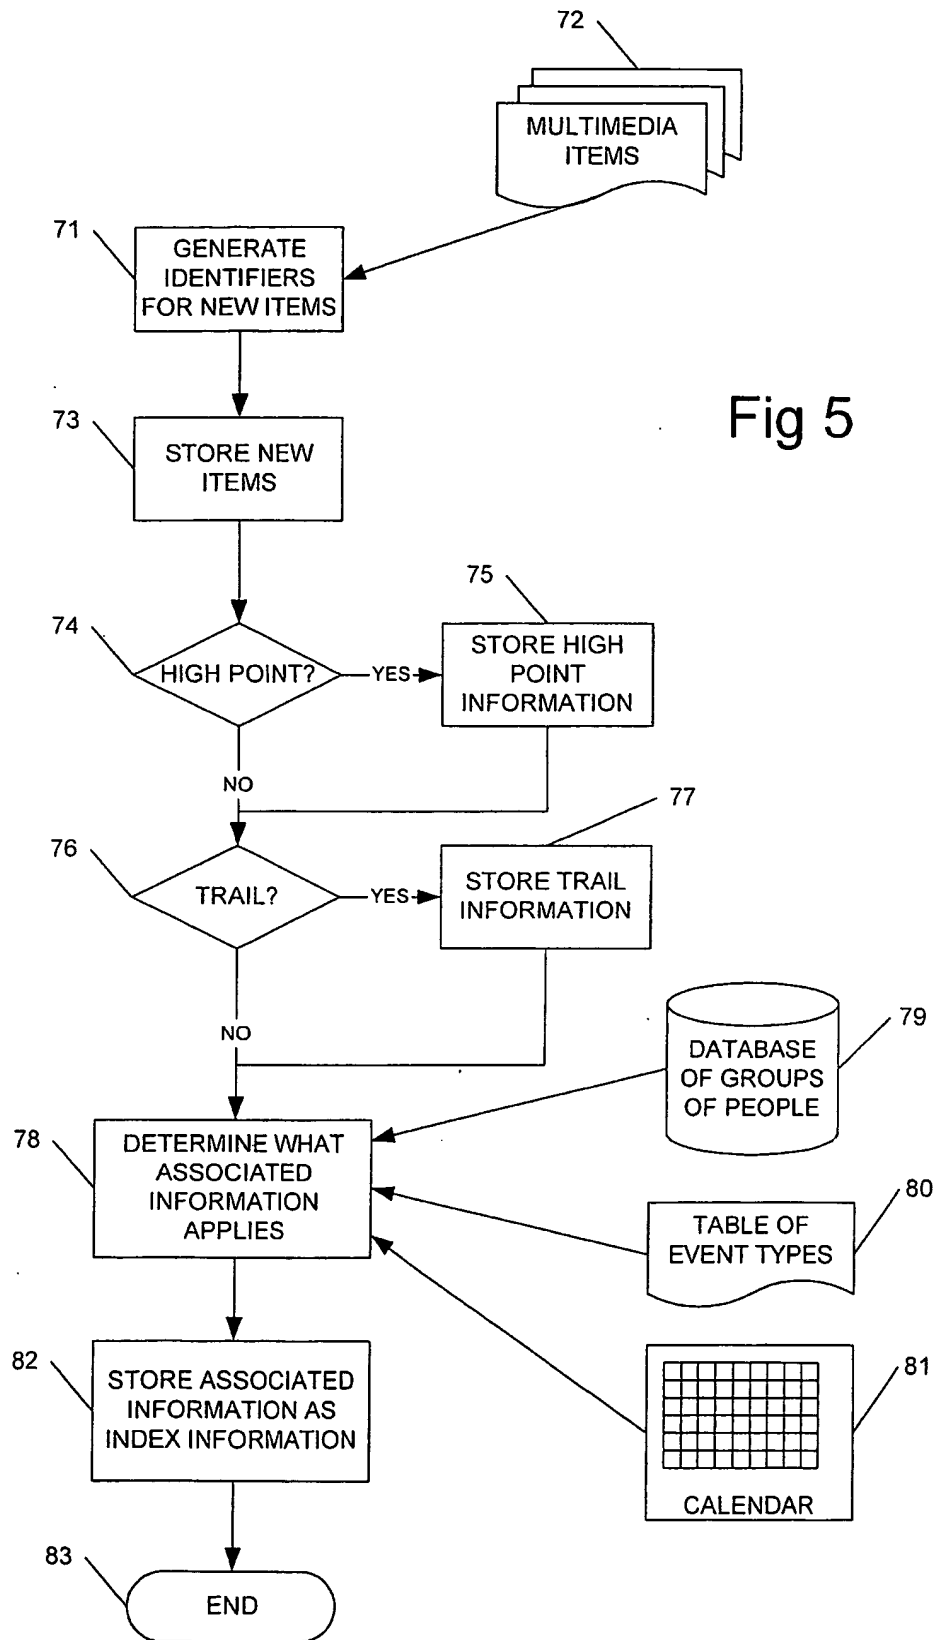 72
MULTIMEDIA
ITEMS
71
GENERATE
IDENTIFIERS
FOR NEW ITEMS
Fig 5
73
STORE NEW
ITEMS
75
74
HIGH POINT?
YES
STORE HIGH
POINT
INFORMATION
NO
77
76
TRAIL?
YES
STORE TRAIL
INFORMATION
NO
79
DATABASE
OF GROUPS
OF PEOPLE
78
DETERMINE WHAT
ASSOCIATED
INFORMATION
APPLIES
80
TABLE OF
EVENT TYPES
82
STORE ASSOCIATED
INFORMATION AS
INDEX INFORMATION
81
CALENDAR
83
END